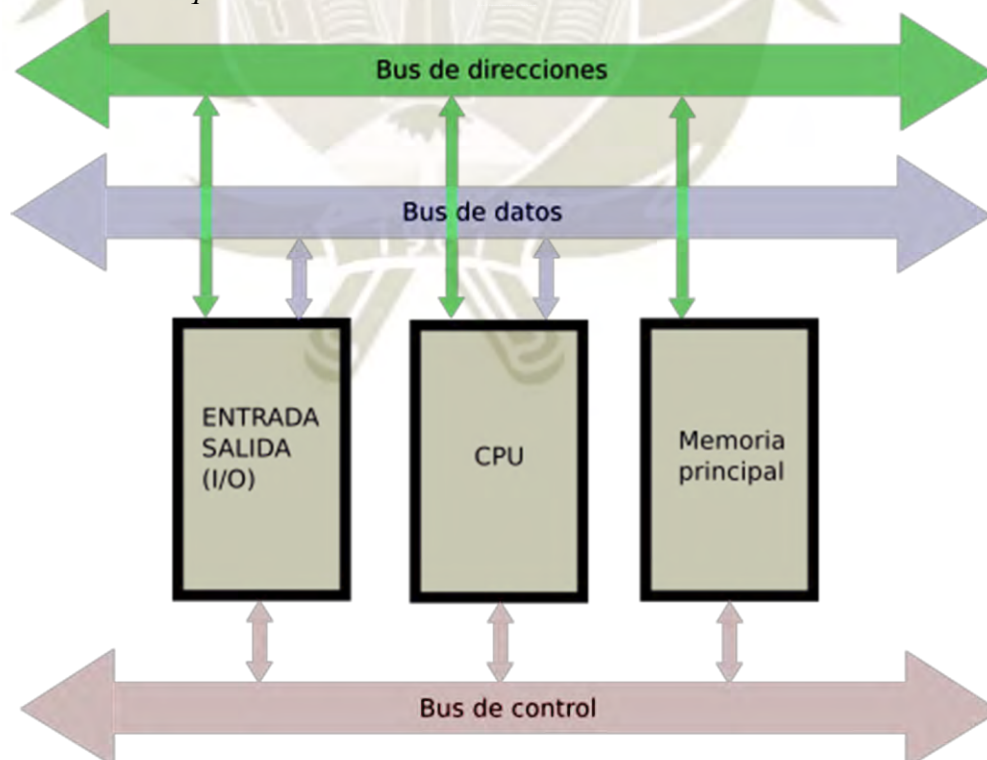 Bus de direcciones
Bus de datos
ENTRADA
SALIDA
(I/O)
CPU
Memoria
principal
Bus de control